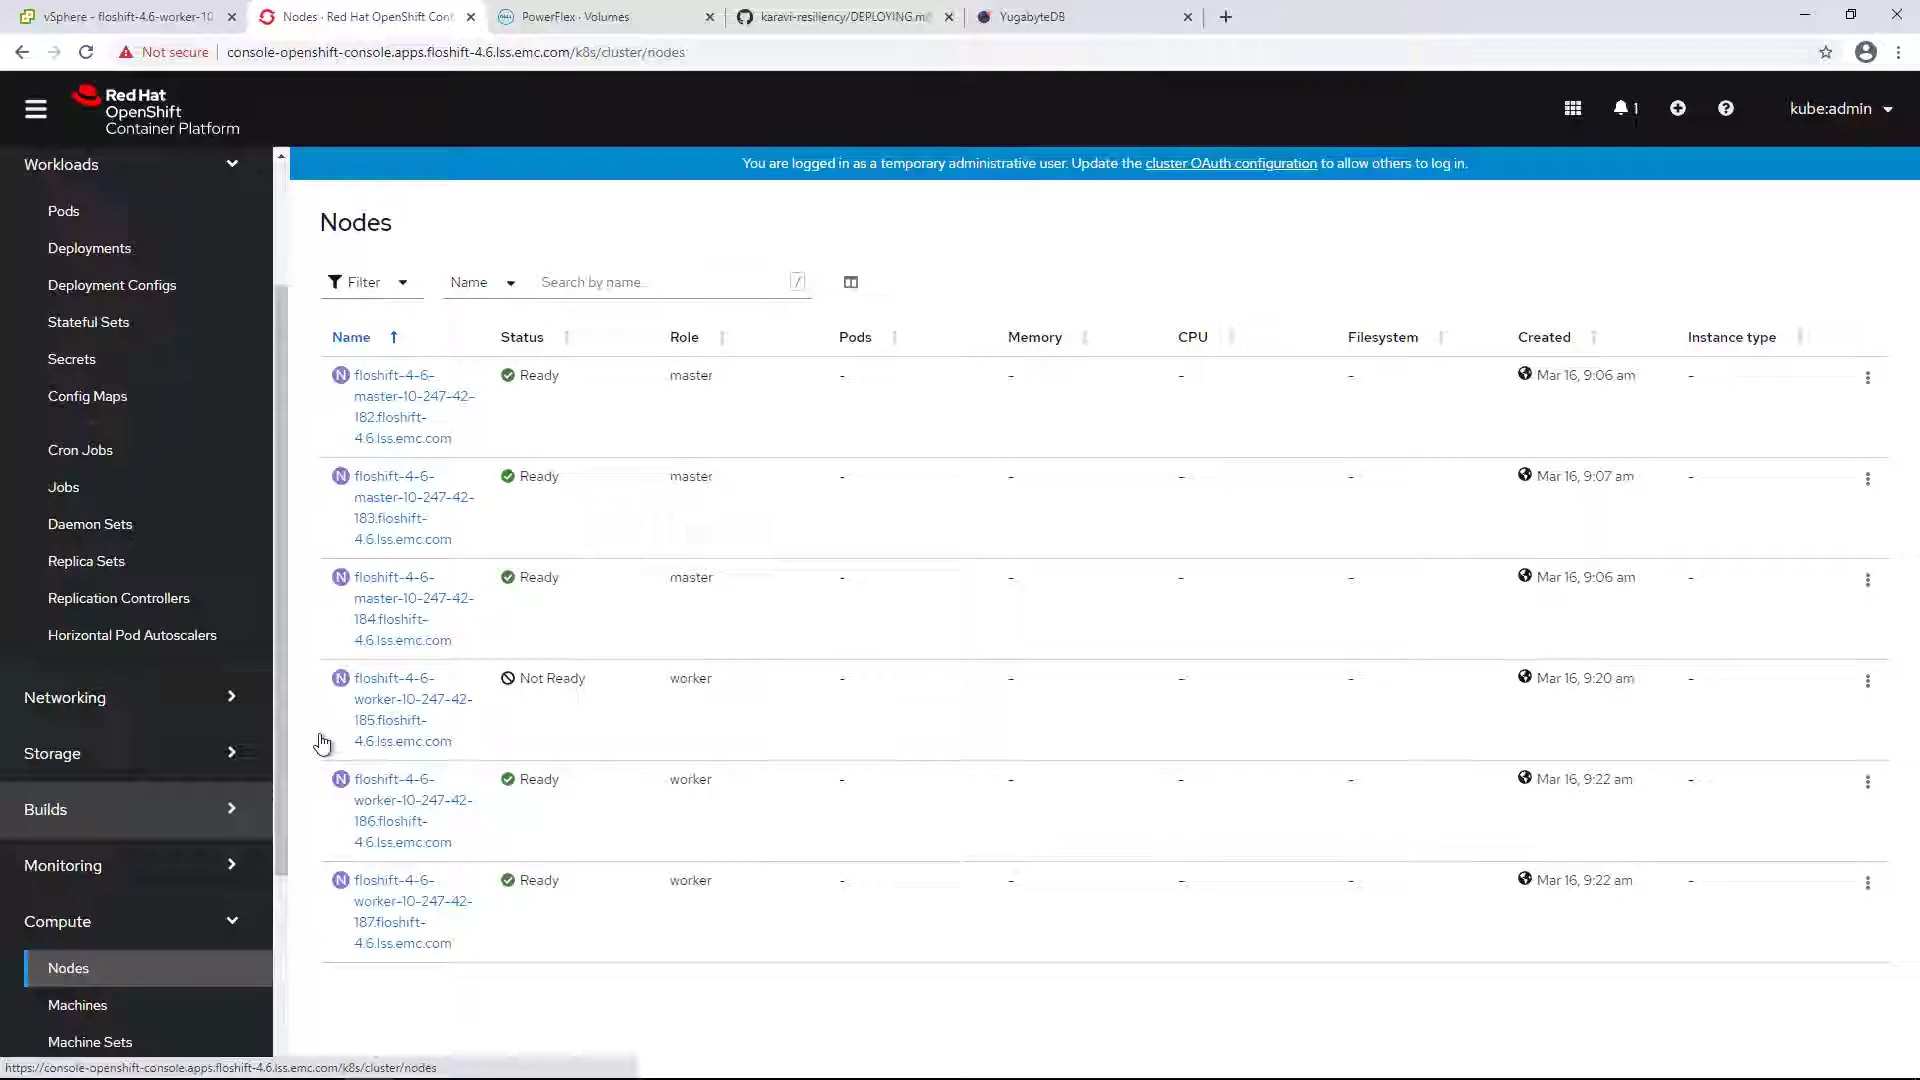 vSphere - floshift-4.6-worker-10
Nodes · Red Hat OpenShift Cont
PowerFlex - Volumes
karavi-resiliency/DEPLOYING.m
YugabyteDB
Not secure
console-openshift-console.apps.floshift-4.6.lss.emc.com/k8s/cluster/nodes
Red Hat
OpenShift
Container Platform
1
kube:admin
You are logged in as a temporary administrative user. Update the cluster OAuth configuration to allow others to log in.
Workloads
Pods
Deployments
Deployment Configs
Stateful Sets
Secrets
Config Maps
Cron Jobs
Jobs
Daemon Sets
Replica Sets
Replication Controllers
Horizontal Pod Autoscalers
Networking
Storage
Builds
Monitoring
Compute
Nodes
Machines
Machine Sets
Nodes
Filter
Name
Search by name...
/
Name Status Role Pods Memory CPU Filesystem Created Instance type
N floshift-4-6- Ready master - - - - Mar 16, 9:06 am -
master-10-247-42-
182.floshift-
4.6.lss.emc.com
N floshift-4-6- Ready master - - - - Mar 16, 9:07 am -
master-10-247-42-
183.floshift-
4.6.lss.emc.com
N floshift-4-6- Ready master - - - - Mar 16, 9:06 am -
master-10-247-42-
184.floshift-
4.6.lss.emc.com
N floshift-4-6- Not Ready worker - - - - Mar 16, 9:20 am -
worker-10-247-42-
185.floshift-
4.6.lss.emc.com
N floshift-4-6- Ready worker - - - - Mar 16, 9:22 am -
worker-10-247-42-
186.floshift-
4.6.lss.emc.com
N floshift-4-6- Ready worker - - - - Mar 16, 9:22 am -
worker-10-247-42-
187.floshift-
4.6.lss.emc.com
https://console-openshift-console.apps.floshift-4.6.lss.emc.com/k8s/cluster/nodes